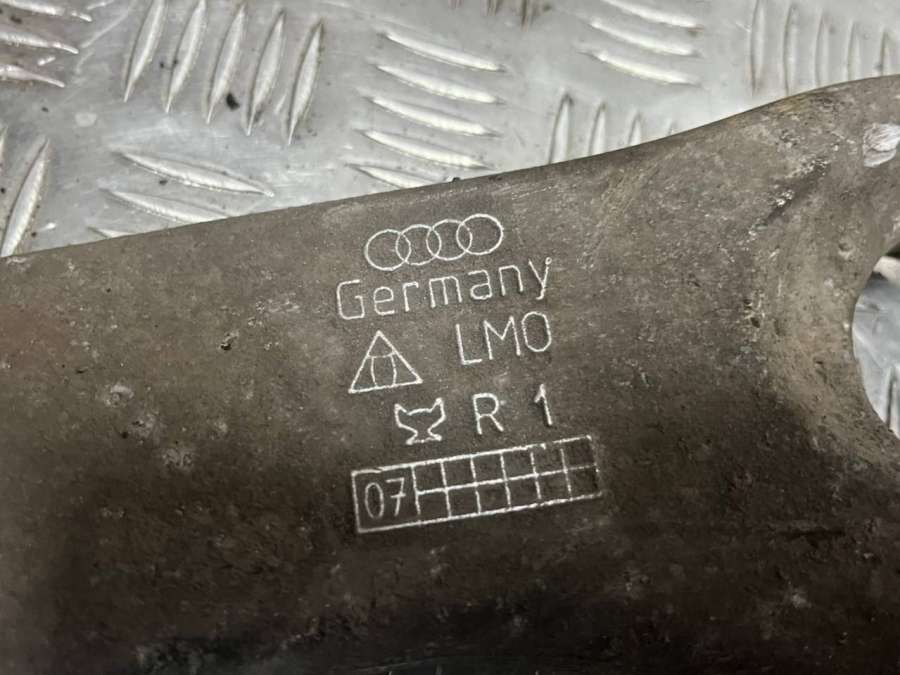 Germany
LMO
R 1
07